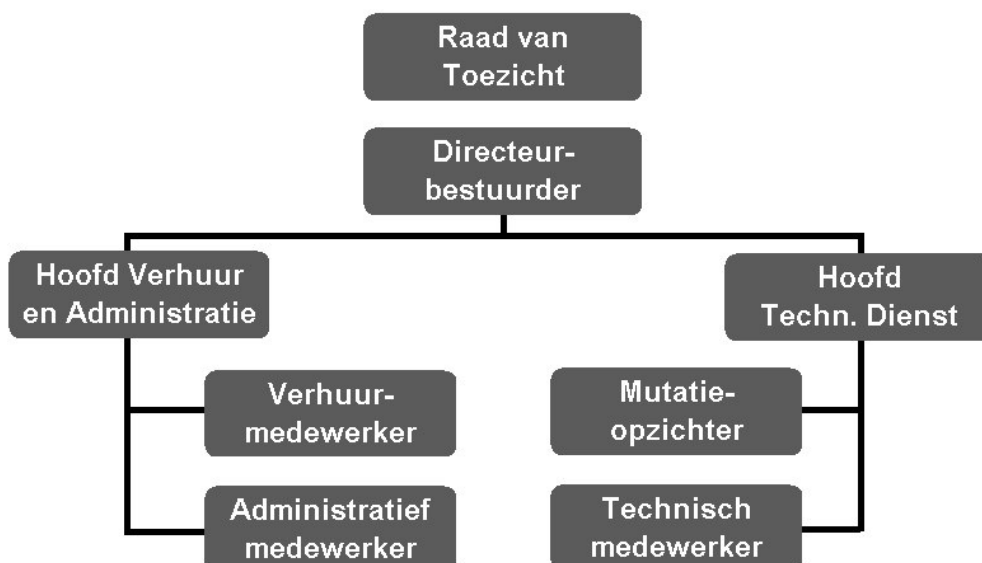 Raad van
Toezicht
Directeur-
bestuurder
Hoofd Verhuur
en Administratie
Hoofd
Techn. Dienst
Verhuur-
medewerker
Mutatie-
opzichter
Administratief
medewerker
Technisch
medewerker